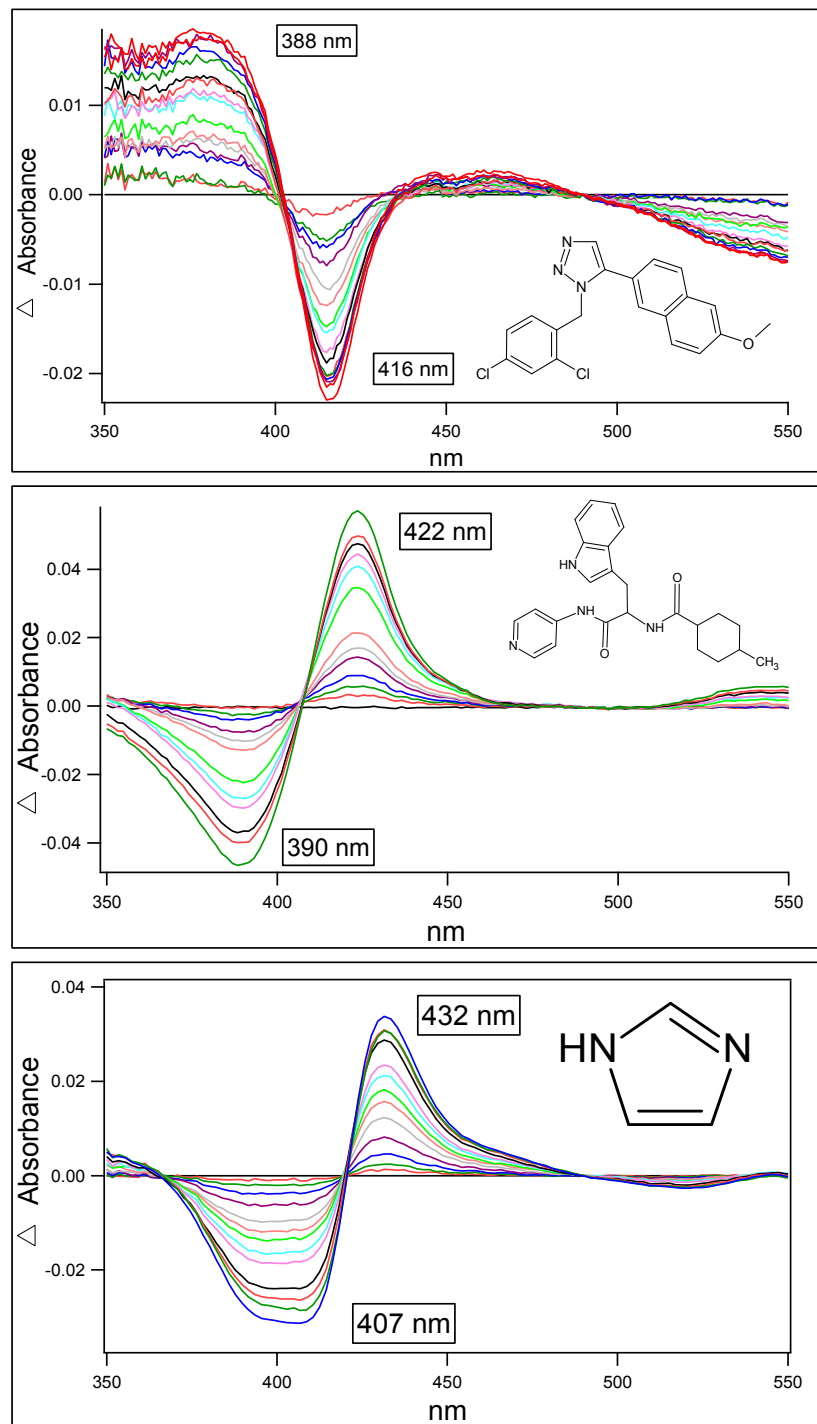 388 nm
0.01
0.00
-0.01
-0.02
△ Absorbance
416 nm
N
N
N
O
Cl
Cl
350
400
450
500
550
nm
422 nm
0.04
0.02
0.00
-0.02
-0.04
△ Absorbance
390 nm
HN
O
NH
N
O
NH
CH3
350
400
450
500
550
nm
0.04
432 nm
HN
N
0.02
0.00
-0.02
△ Absorbance
407 nm
350
400
450
500
550
nm